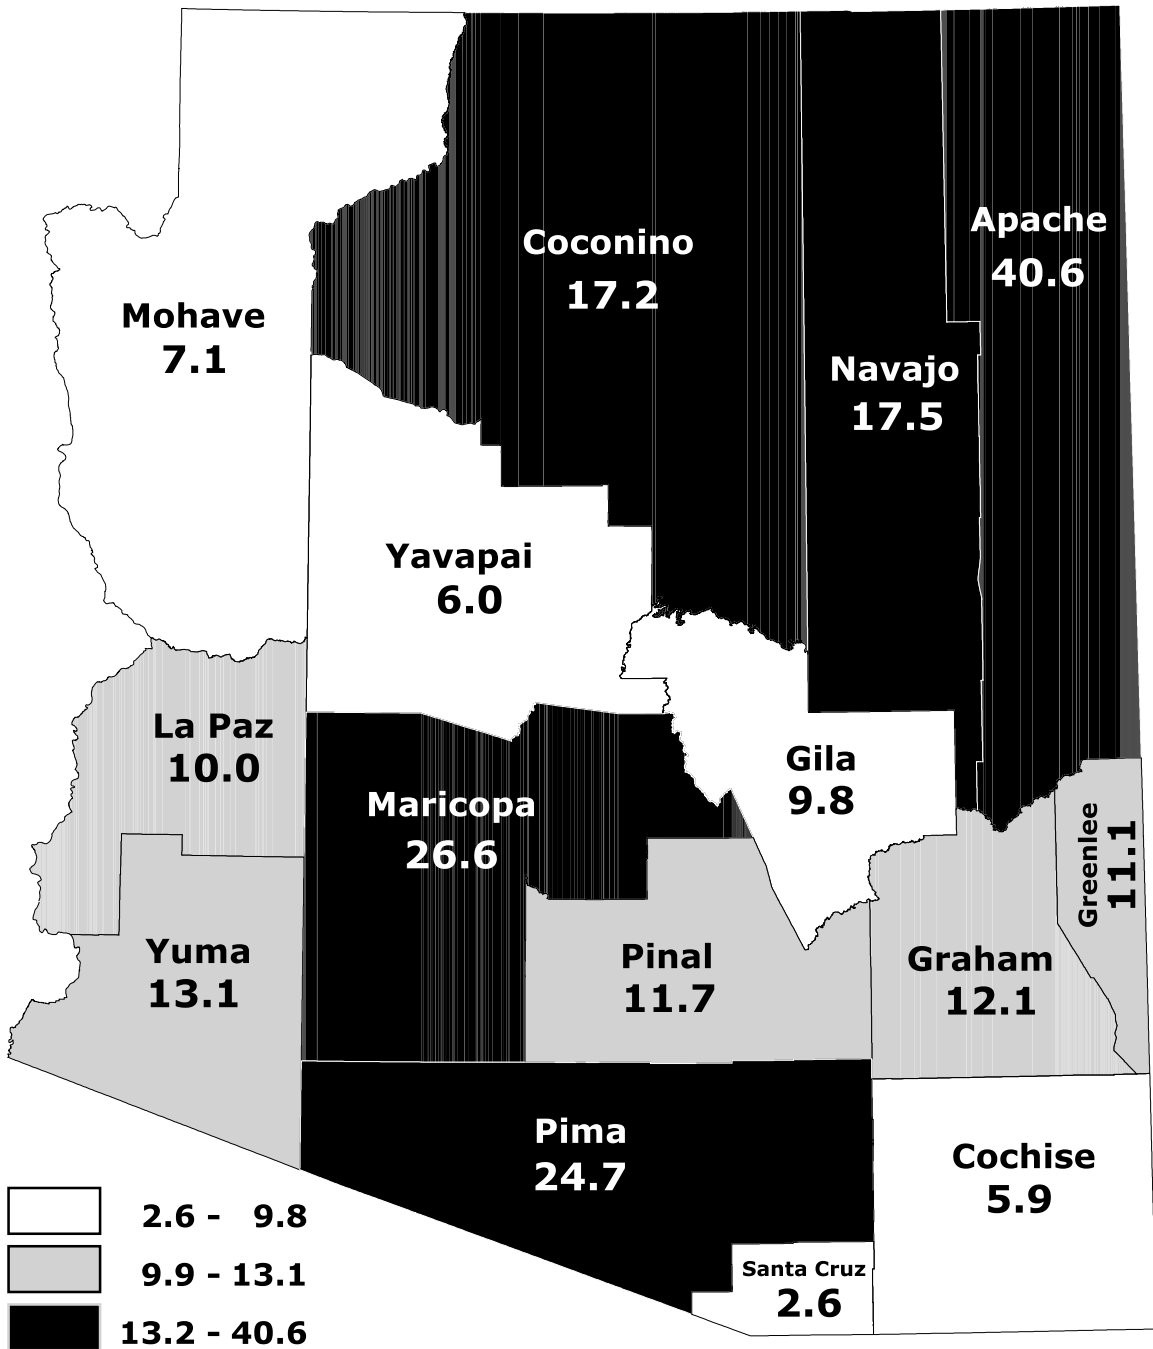 Apache
40.6
Coconino
17.2
Mohave
7.1
Navajo
17.5
Yavapai
6.0
La Paz
10.0
Gila
9.8
Maricopa
26.6
Greenlee
11.1
Yuma
13.1
Pinal
11.7
Graham
12.1
Pima
24.7
Cochise
5.9
Santa Cruz
2.6
2.6 - 9.8
9.9 - 13.1
13.2 - 40.6